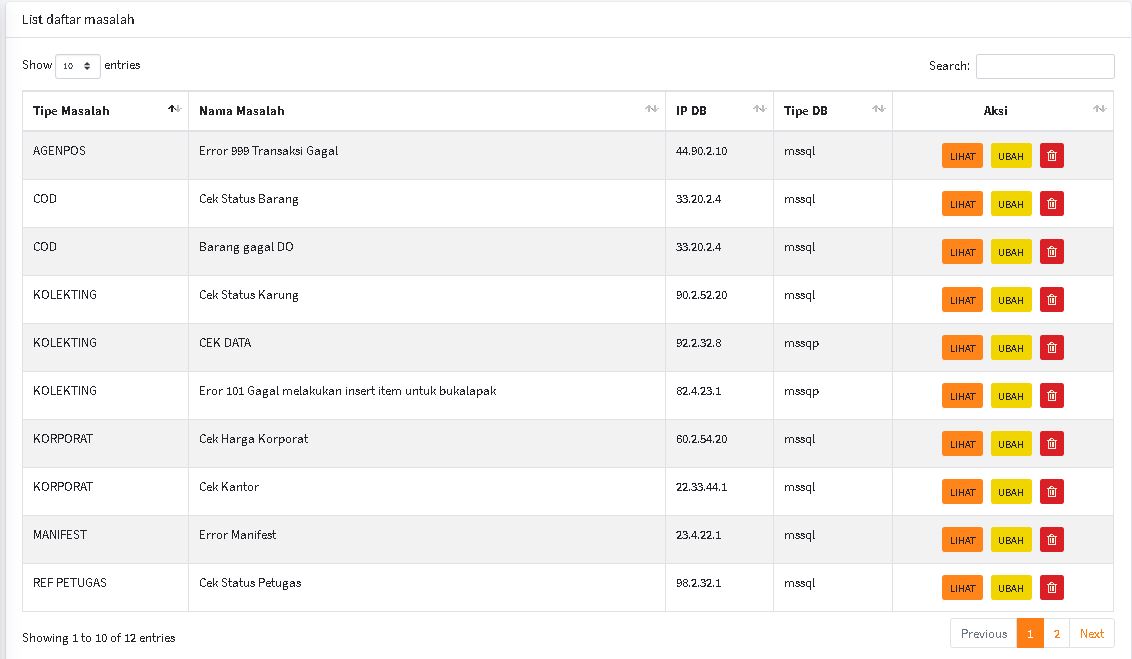 List daftar masalah
Show 10 entries Search:
Tipe Masalah Nama Masalah IP DB Tipe DB Aksi
AGENPOS Error 999 Transaksi Gagal 44.90.2.10 mssql LIHAT UBAH
COD Cek Status Barang 33.20.2.4 mssql LIHAT UBAH
COD Barang gagal DO 33.20.2.4 mssql LIHAT UBAH
KOLEKTING Cek Status Karung 90.2.52.20 mssql LIHAT UBAH
KOLEKTING CEK DATA 92.2.32.8 mssqp LIHAT UBAH
KOLEKTING Eror 101 Gagal melakukan insert item untuk bukalapak 82.4.23.1 mssqp LIHAT UBAH
KORPORAT Cek Harga Korporat 60.2.54.20 mssql LIHAT UBAH
KORPORAT Cek Kantor 22.33.44.1 mssql LIHAT UBAH
MANIFEST Error Manifest 23.4.22.1 mssql LIHAT UBAH
REF PETUGAS Cek Status Petugas 98.2.32.1 mssql LIHAT UBAH
Showing 1 to 10 of 12 entries Previous 1 2 Next